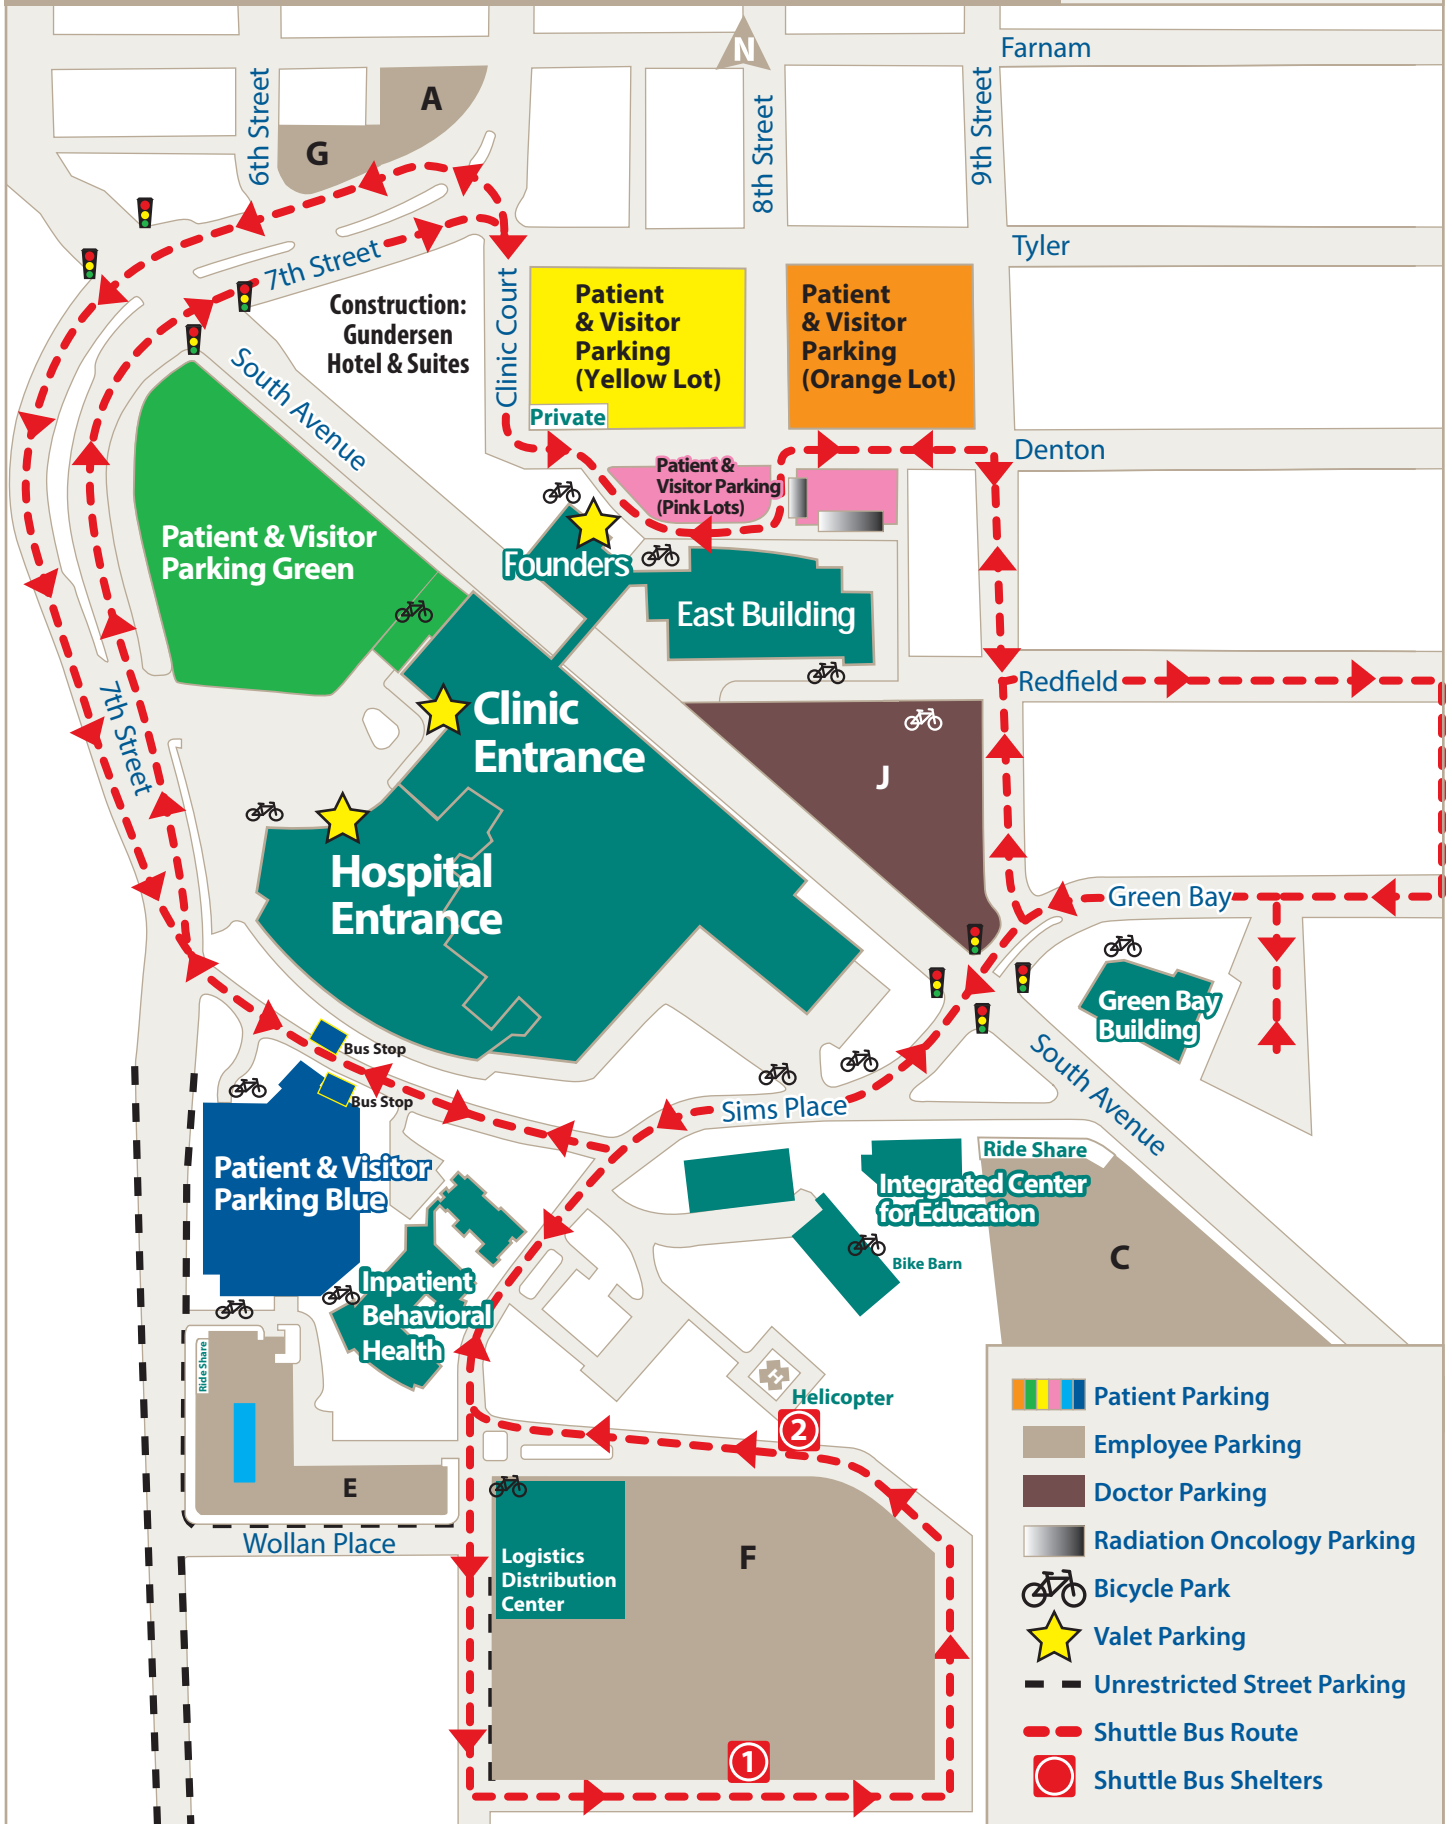 N
Farnam
6th Street
A
8th Street
9th Street
G
Tyler
7th Street
Construction:
Gundersen
Hotel & Suites
Clinic Court
Patient
& Visitor
Parking
(Yellow Lot)
Patient
& Visitor
Parking
(Orange Lot)
South Avenue
Private
Denton
Patient &
Visitor Parking
(Pink Lots)
Patient & Visitor
Parking Green
Founders
East Building
Redfield
7th Street
Clinic
Entrance
J
Hospital
Entrance
Green Bay
Green Bay
Building
Bus Stop
Bus Stop
Sims Place
South Avenue
Patient & Visitor
Parking Blue
Ride Share
Integrated Center
for Education
C
Bike Barn
Inpatient
Behavioral
Health
Ride Share
H
Helicopter
2
E
Wollan Place
Logistics
Distribution
Center
F
1
Patient Parking
Employee Parking
Doctor Parking
Radiation Oncology Parking
Bicycle Park
Valet Parking
Unrestricted Street Parking
Shuttle Bus Route
Shuttle Bus Shelters